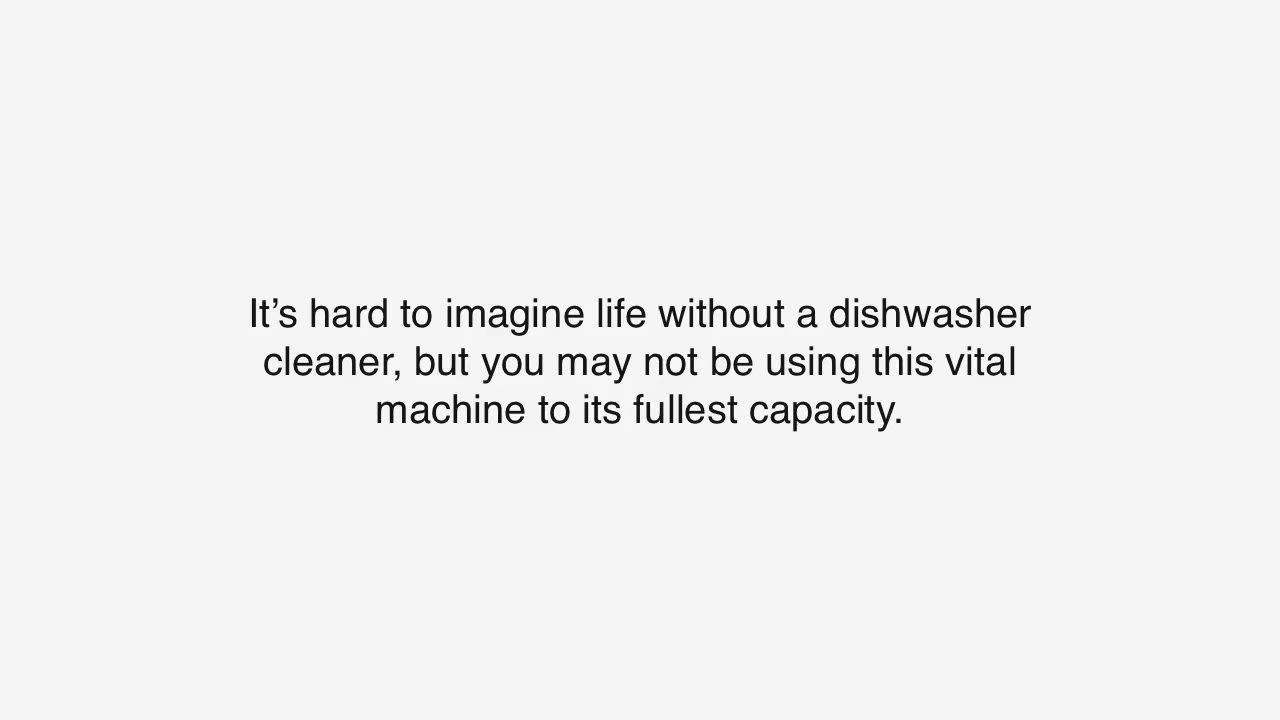 It’s hard to imagine life without a dishwasher
cleaner, but you may not be using this vital
machine to its fullest capacity.